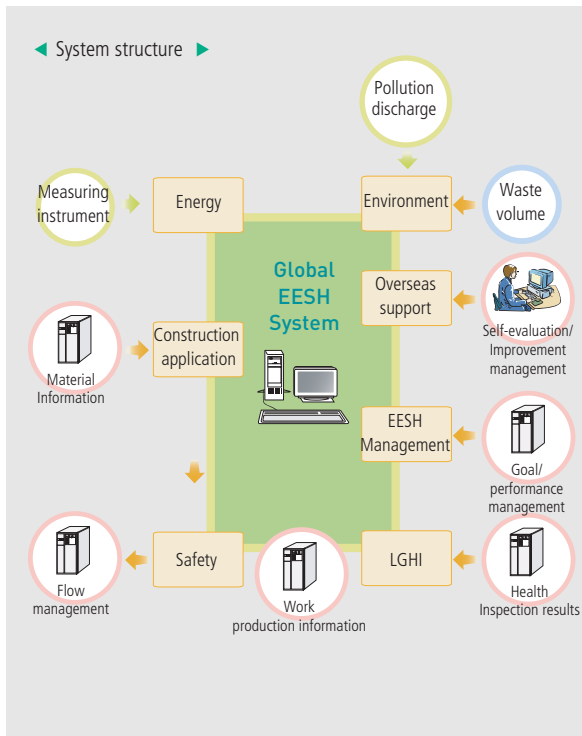 ◀ System structure ▶
Pollution
discharge
Measuring
instrument
Energy
Environment
Waste
volume
Global
EESH
System
Overseas
support
Self-evaluation/
Improvement
management
Construction
application
Material
Information
EESH
Management
Goal/
performance
management
Safety
LGHI
Flow
management
Work
production information
Health
Inspection results